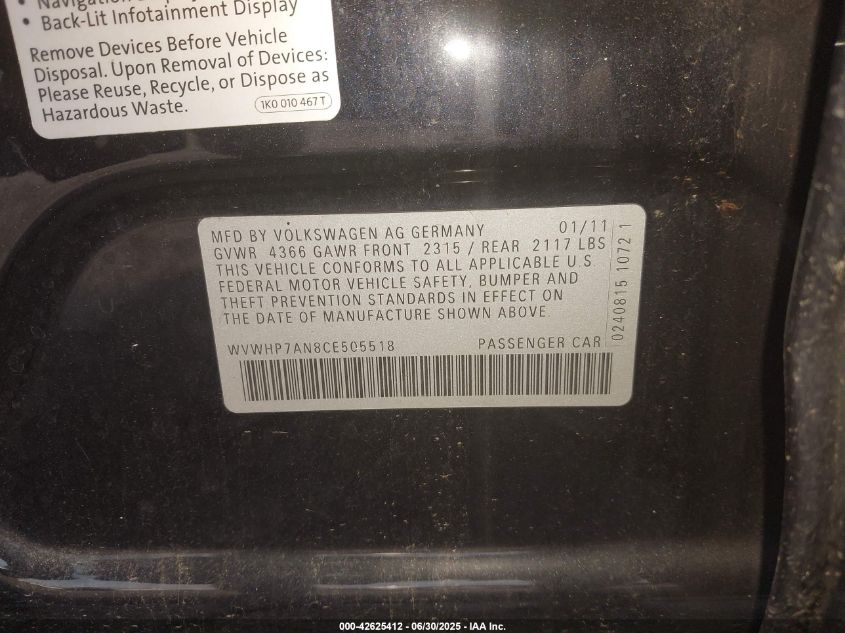 • Navigation Display
• Back-Lit Infotainment Display
Remove Devices Before Vehicle
Disposal. Upon Removal of Devices:
Please Reuse, Recycle, or Dispose as
Hazardous Waste.
1K0 010 467 T
MFD BY VOLKSWAGEN AG GERMANY 01/11
GVWR 4366 GAWR FRONT 2315 / REAR 2117 LBS
THIS VEHICLE CONFORMS TO ALL APPLICABLE U.S
FEDERAL MOTOR VEHICLE SAFETY, BUMPER AND
THEFT PREVENTION STANDARDS IN EFFECT ON
THE DATE OF MANUFACTURE SHOWN ABOVE.
WVWHP7AN8CE505518 PASSENGER CAR
0240815 1072 1
000-42625412 - 06/30/2025 - IAA Inc.